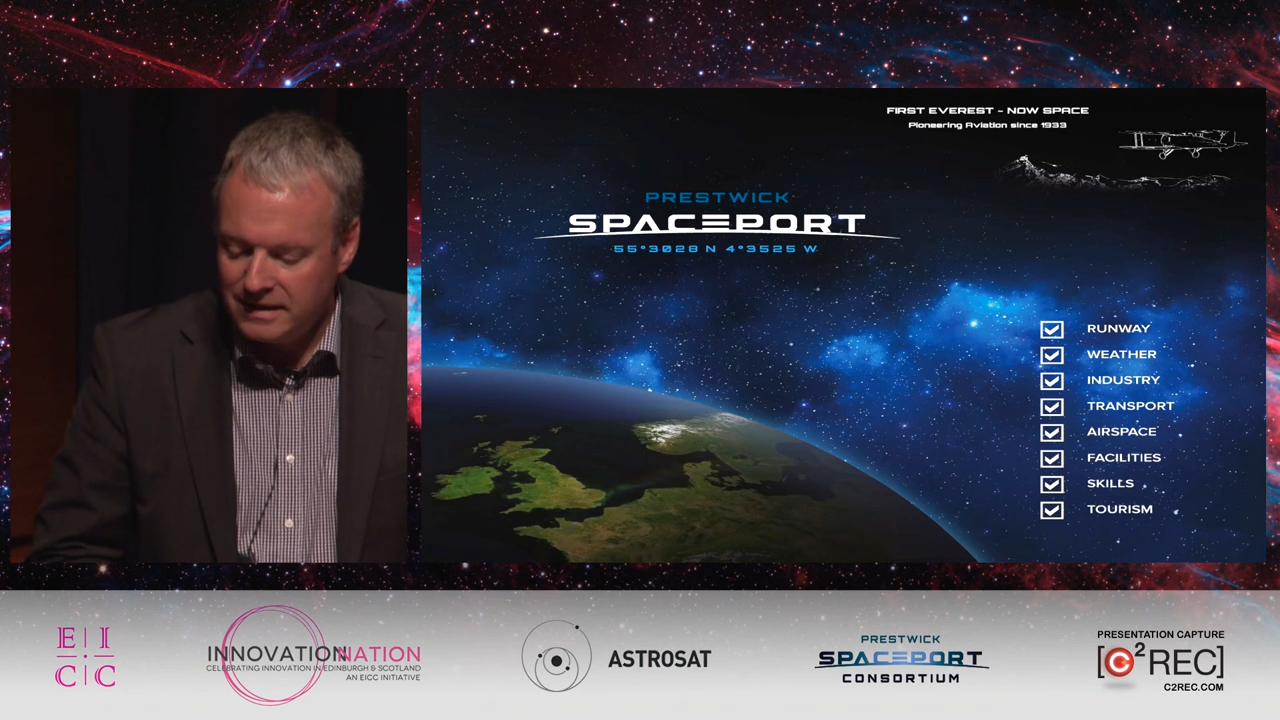 FIRST EVEREST - NOW SPACE
Pioneering Aviation since 1933
PRESTWICK
SPACEPORT
55°3028 N 4°3525 W
RUNWAY
WEATHER
INDUSTRY
TRANSPORT
AIRSPACE
FACILITIES
SKILLS
TOURISM
E I
C C
INNOVATIONNATION
CELEBRATING INNOVATION IN EDINBURGH & SCOTLAND
AN EICC INITIATIVE
ASTROSAT
PRESTWICK
SPACEPORT
CONSORTIUM
PRESENTATION CAPTURE
[C²REC]
C2REC.COM